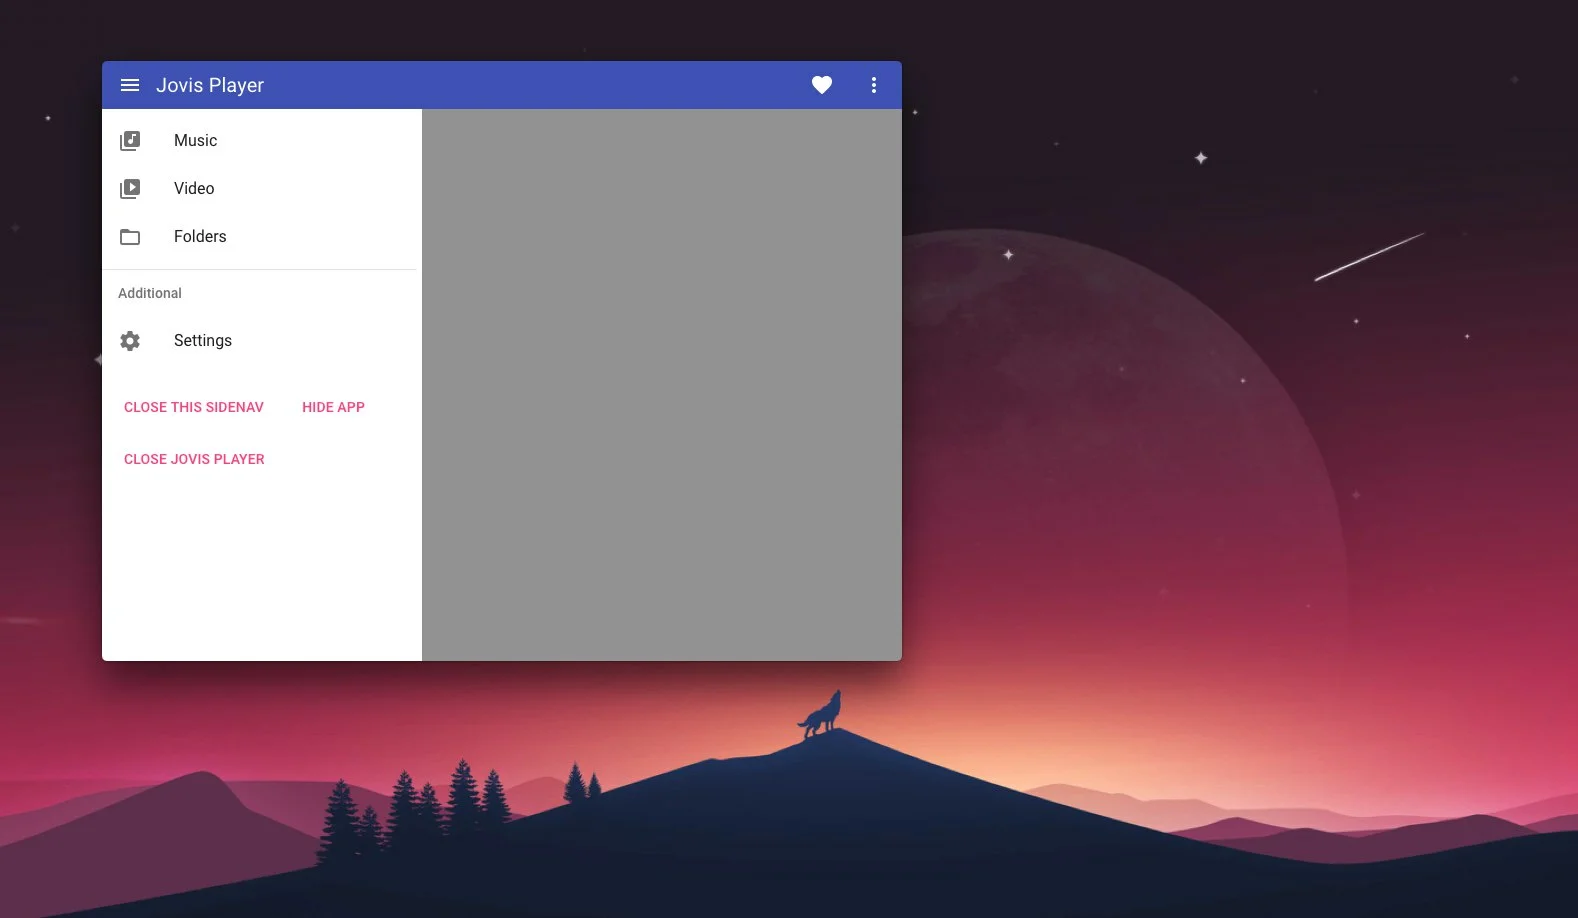 Jovis Player
Music
Video
Folders
Additional
Settings
CLOSE THIS SIDENAV HIDE APP
CLOSE JOVIS PLAYER